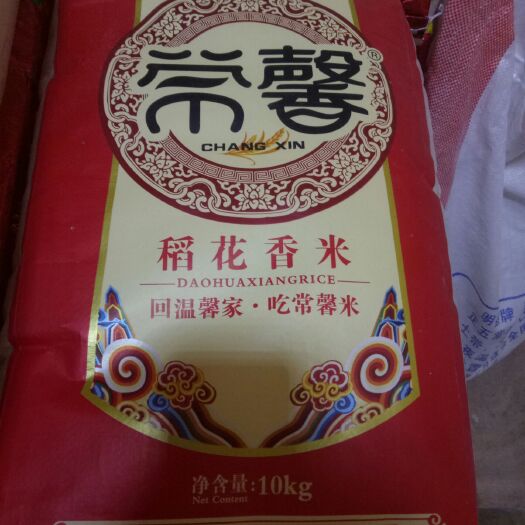 常馨®
CHANG XIN
稻花香米
DAOHUAXIANGRICE
回温馨家·吃常馨米
净含量:10kg
Net Content